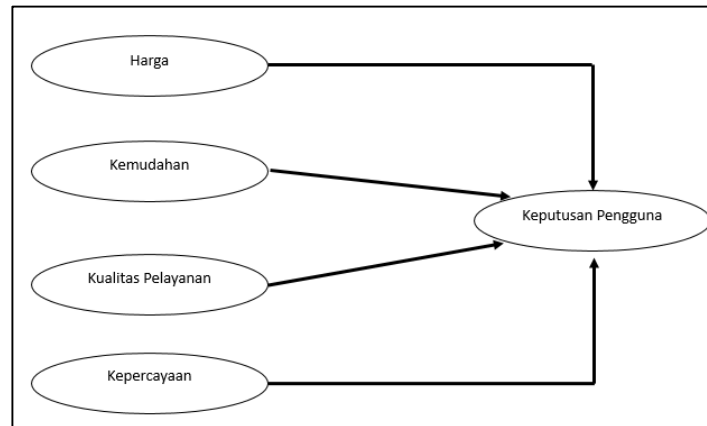 Harga
Kemudahan
Keputusan Pengguna
Kualitas Pelayanan
Kepercayaan